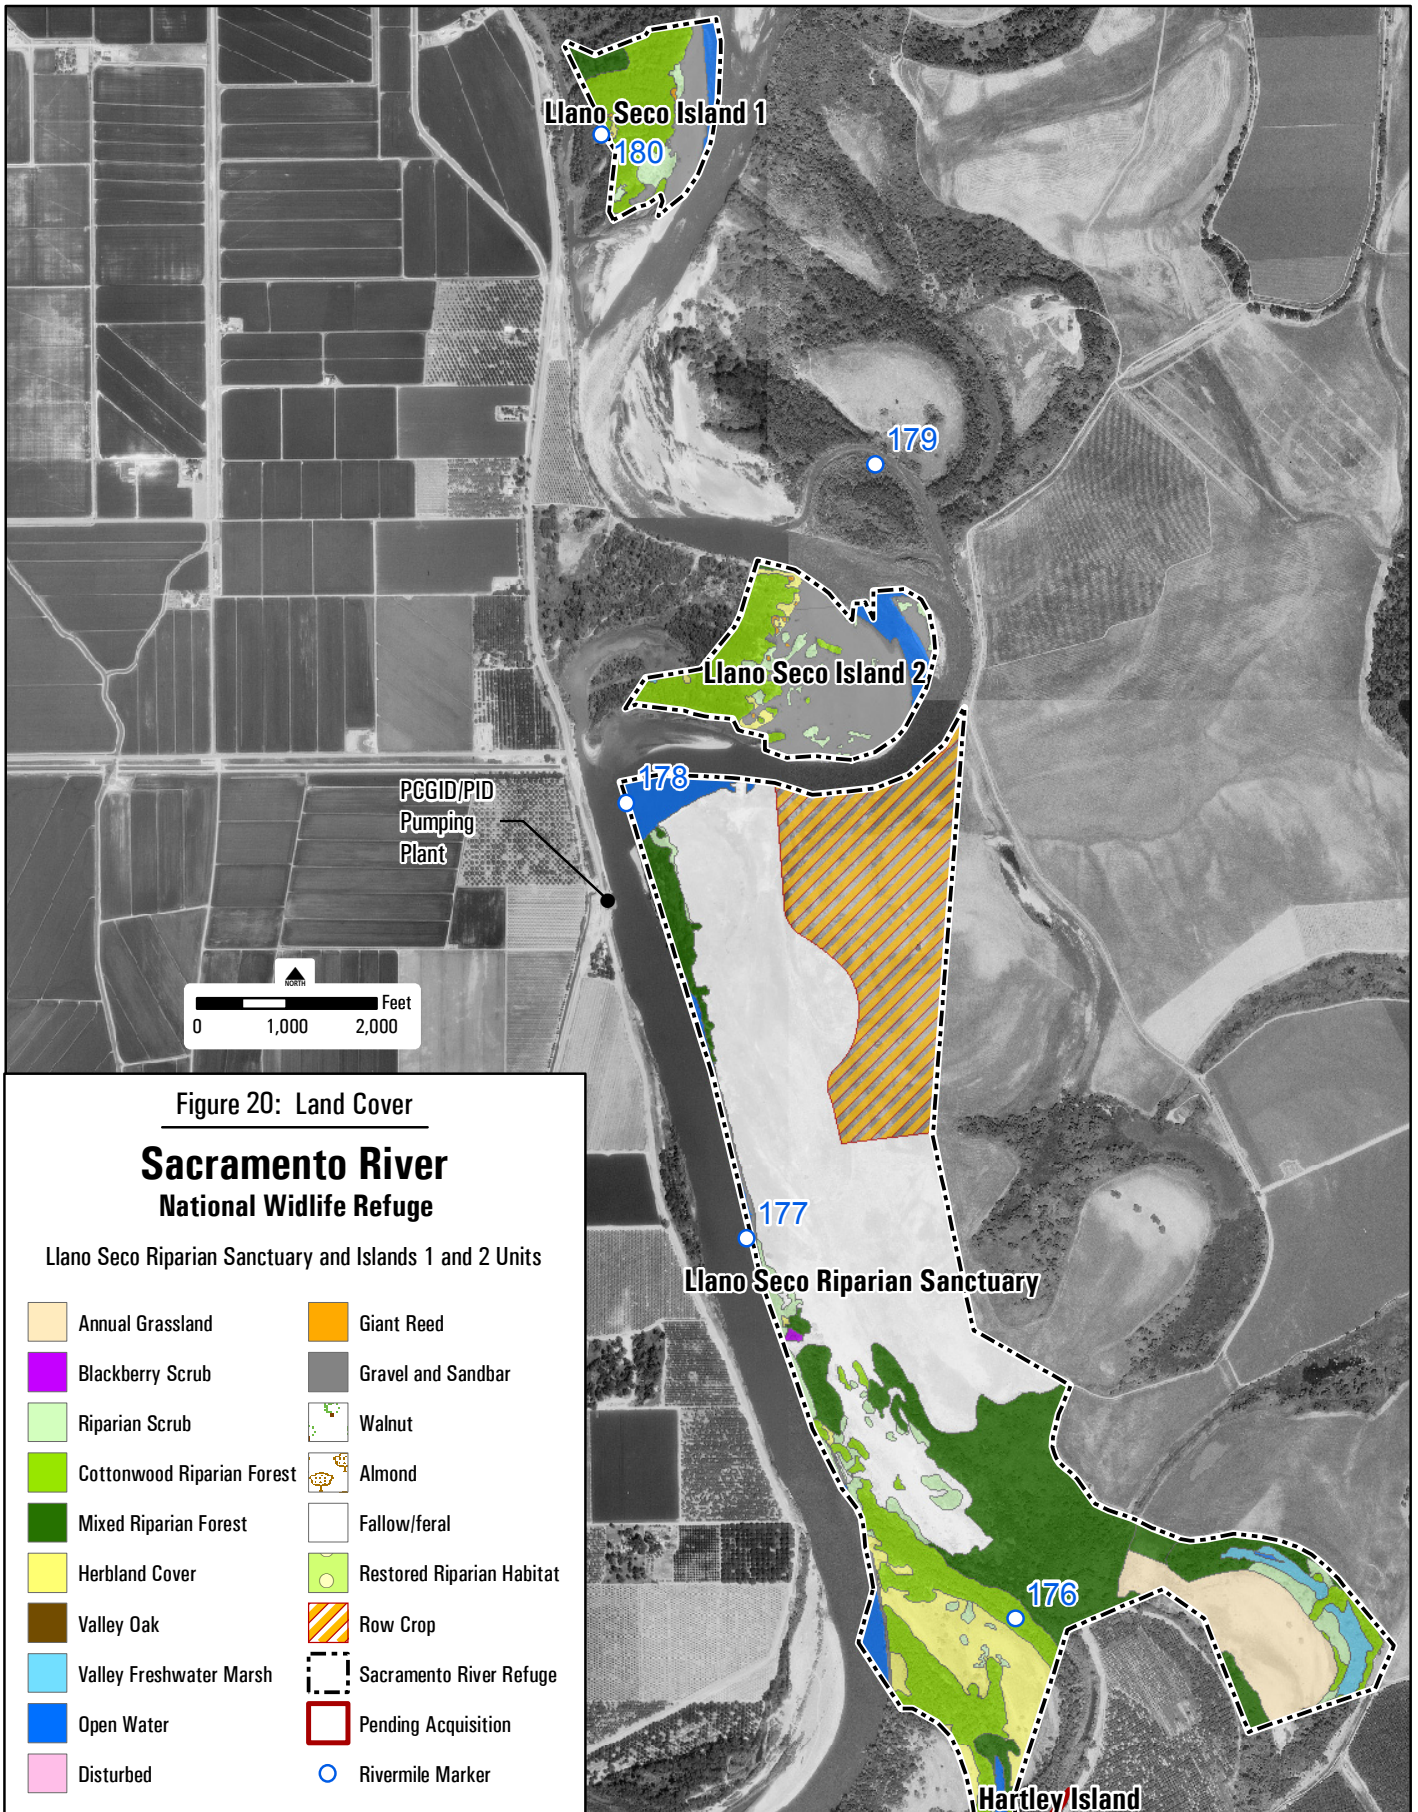 Llano Seco Island 1
180
179
Llano Seco Island 2
178
PCGID/PID
Pumping
Plant
NORTH
Feet
0 1,000 2,000
177
Llano Seco Riparian Sanctuary
176
Hartley Island
Figure 20: Land Cover
Sacramento River
National Widlife Refuge
Llano Seco Riparian Sanctuary and Islands 1 and 2 Units
Annual Grassland
Blackberry Scrub
Riparian Scrub
Cottonwood Riparian Forest
Mixed Riparian Forest
Herbland Cover
Valley Oak
Valley Freshwater Marsh
Open Water
Disturbed
Giant Reed
Gravel and Sandbar
Walnut
Almond
Fallow/feral
Restored Riparian Habitat
Row Crop
Sacramento River Refuge
Pending Acquisition
Rivermile Marker